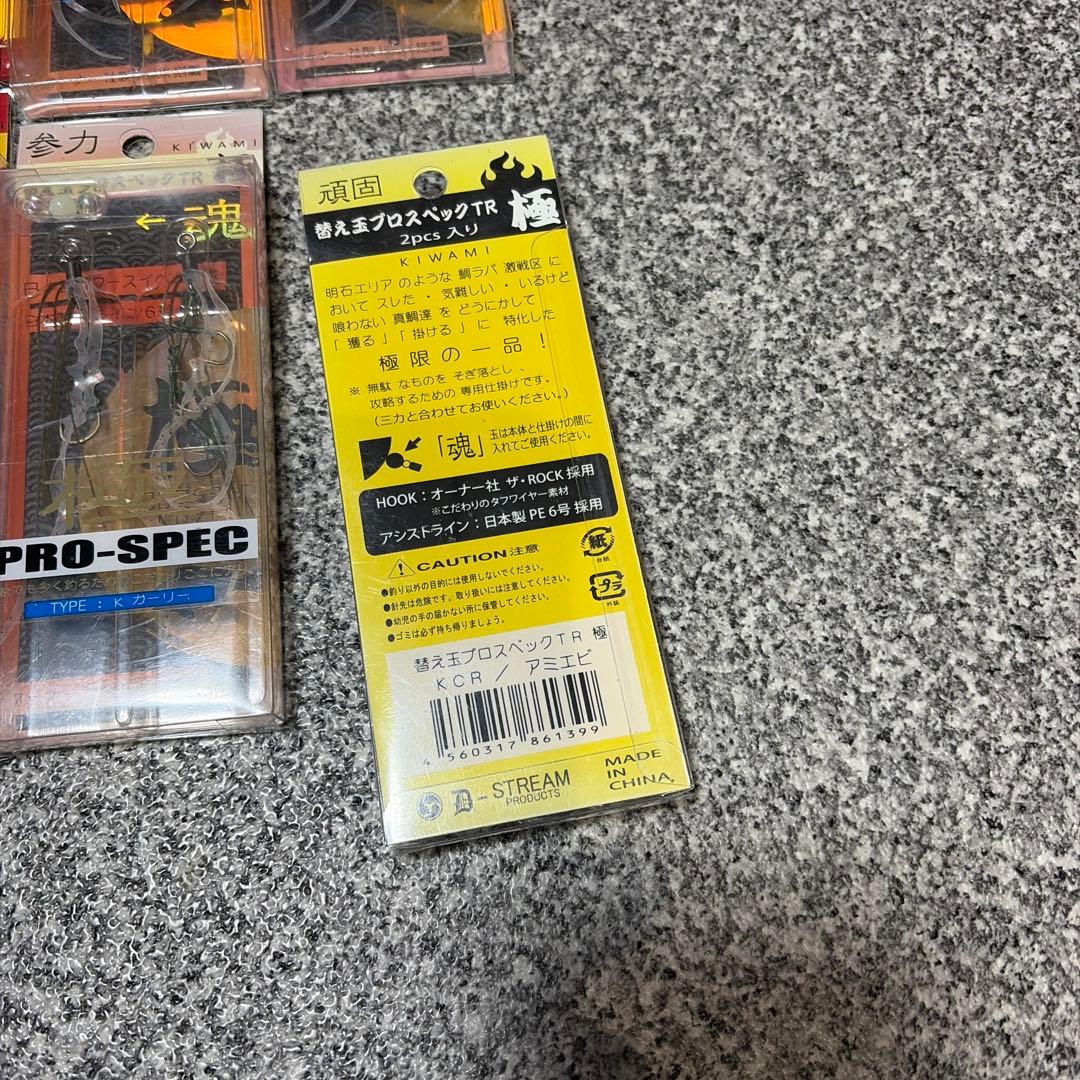 参力
KIWAMI
スペックTR
← 魂
極
PRO-SPEC
TYPE : K カーリー
頑固
替え玉プロスペックTR 極
2pcs 入り
KIWAMI
明石エリア のような 鯛ラバ 激戦区 に
おいて スレた ・ 気難しい ・ いるけど
喰わない 真鯛達 を どうにかして
「 獲る 」「 掛ける 」 に 特化した
極限の一品！
※ 無駄 なものを そぎ落とし 、
攻略するための 専用仕掛けです。
（三力と合わせてお使いください。）
「魂」 玉は本体と仕掛けの間に
入れてご使用ください。
HOOK : オーナー社 ザ・ROCK 採用
※こだわりのタフワイヤー素材
アシストライン : 日本製 PE 6号 採用
CAUTION 注意
●釣り以外の目的には使用しないでください。
●針先は危険です。取り扱いには注意してください。
●幼児の手の届かない所に保管してください。
●ゴミは必ず持ち帰りましょう。
紙
台紙
プラ
外装
替え玉プロスペックTR 極
KCR / アミエビ
4 560317 861399
D-STREAM
PRODUCTS
MADE
IN
CHINA.